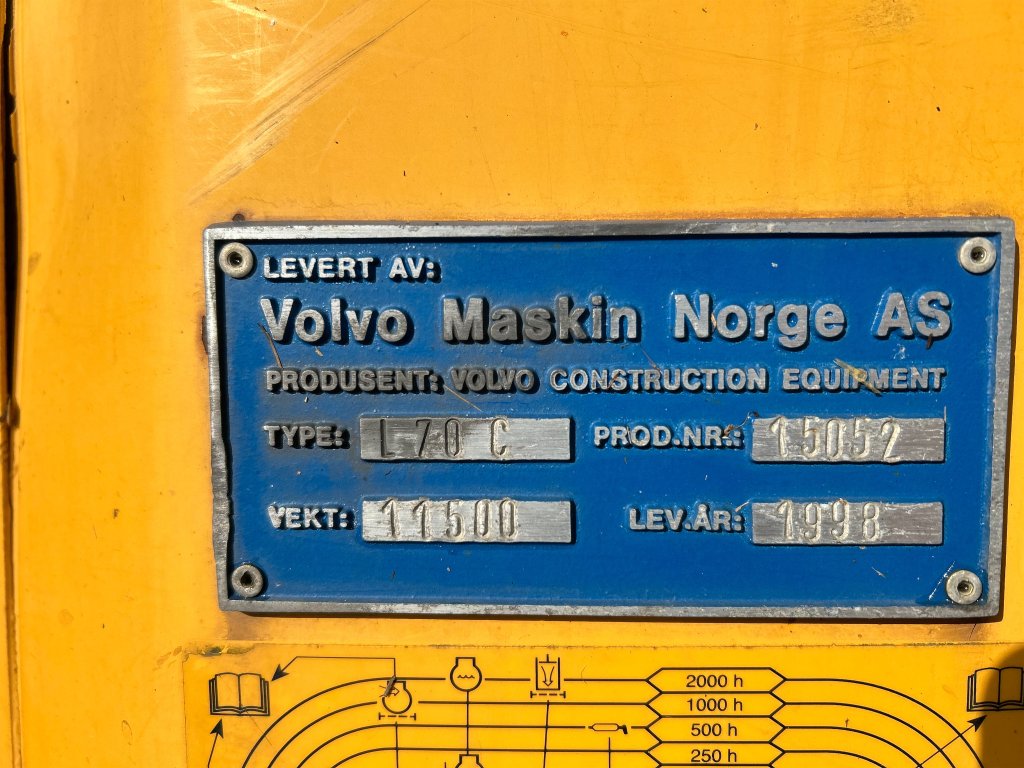 LEVERT AV:
Volvo Maskin Norge AS
PRODUSENT: VOLVO CONSTRUCTION EQUIPMENT
TYPE: L 70 C PROD.NR.: 15052
VEKT: 11500 LEV.ÅR: 1998
2000 h
1000 h
500 h
250 h